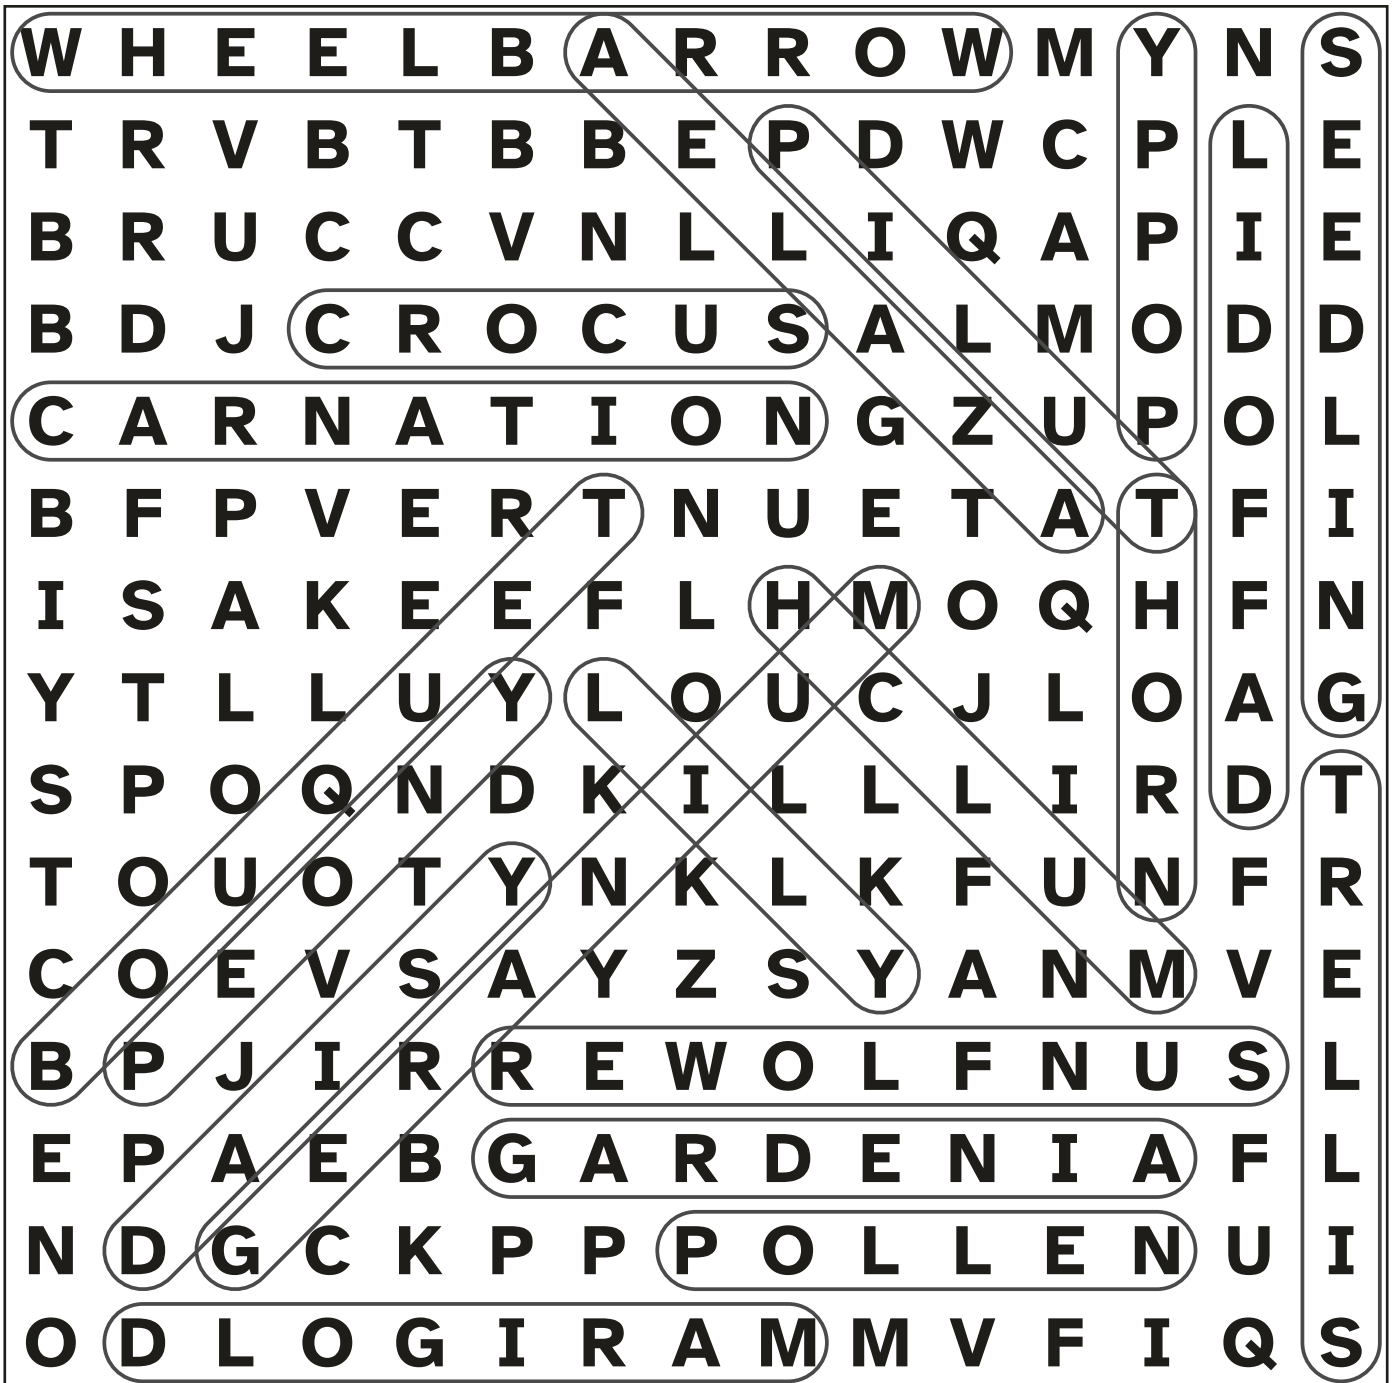 W H E E L B A R R O W M Y N S
T R V B T B B E P D W C P L E
B R U C C V N L L I Q A P I E
B D J C R O C U S A L M O D D
C A R N A T I O N G Z U P O L
B F P V E R T N U E T A T F I
I S A K E E F L H M O Q H F N
Y T L L U Y L O U C J L O A G
S P O Q N D K I L L L I R D T
T O U O T Y N K L K F U N F R
C O E V S A Y Z S Y A N M V E
B P J I R R E W O L F N U S L
E P A E B G A R D E N I A F L
N D G C K P P P O L L E N U I
O D L O G I R A M M V F I Q S